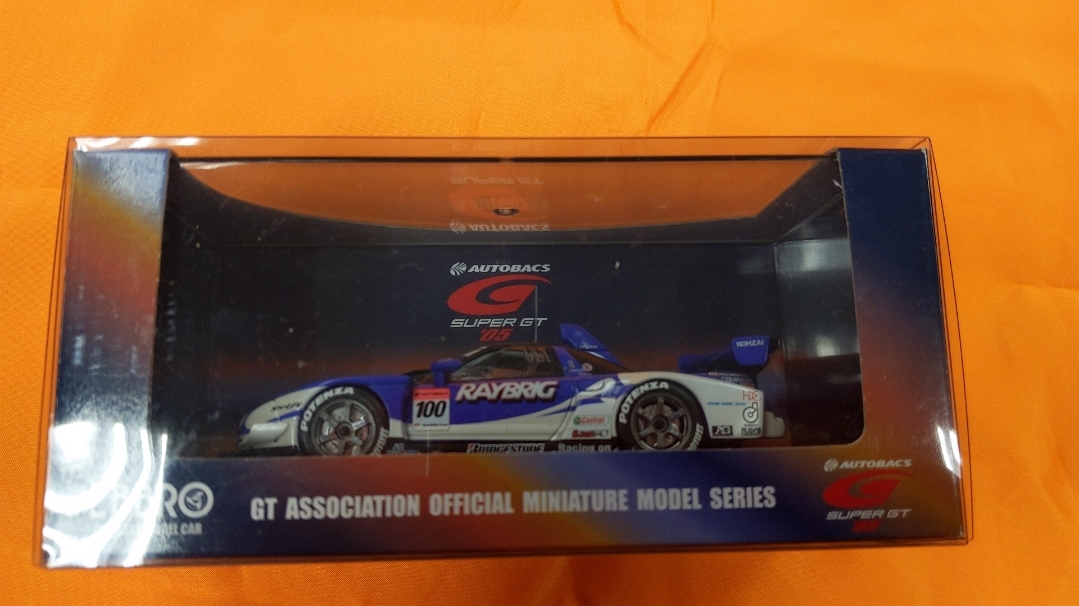 AUTOBACS
SUPER GT
'05
KOHZAI
RAYBRIG
POTENZA
POTENZA
100
Castrol
BRIDGESTONE
Racing on
RAYS
AUTOBACS
SUPER GT
GT ASSOCIATION OFFICIAL MINIATURE MODEL SERIES